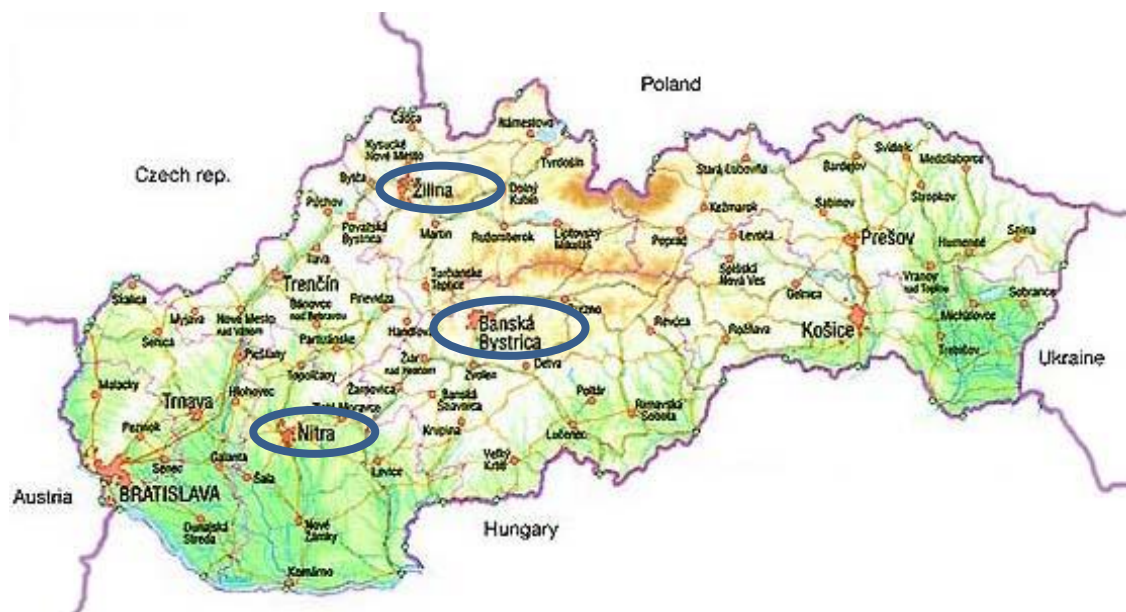 Poland
Czech rep.
Čadca
Námestovo
Kysucké
Nové Mesto
Tvrdošín
Stará Ľubovňa
Bardejov
Svidník
Medzilaborce
Bytča
Žilina
Dolný
Kubín
Kežmarok
Sabinov
Stropkov
Púchov
Považská
Bystrica
Martin
Ružomberok
Liptovský
Mikuláš
Poprad
Levoča
Prešov
Humenné
Snina
Ilava
Trenčín
Turčianske
Teplice
Spišská
Nová Ves
Gelnica
Vranov
nad Topľou
Sobrance
Skalica
Myjava
Nové Mesto
nad Váhom
Bánovce
nad Bebravou
Prievidza
Handlová
Banská
Bystrica
Revúca
Rožňava
Košice
Michalovce
Senica
Piešťany
Partizánske
Žiar
nad Hronom
Zvolen
Detva
Trebišov
Ukraine
Malacky
Hlohovec
Topoľčany
Žarnovica
Banská
Štiavnica
Poltár
Rimavská
Sobota
Trnava
Pezinok
Nitra
Krupina
Lučenec
Senec
Galanta
Šaľa
Levice
Veľký
Krtíš
Austria
BRATISLAVA
Dunajská
Streda
Nové
Zámky
Hungary
Komárno